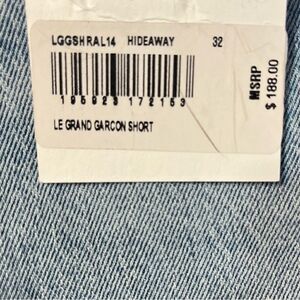 LGGSHRAL14 HIDEAWAY 32
195923 172153
LE GRAND GARCON SHORT
MSRP
$ 188.00